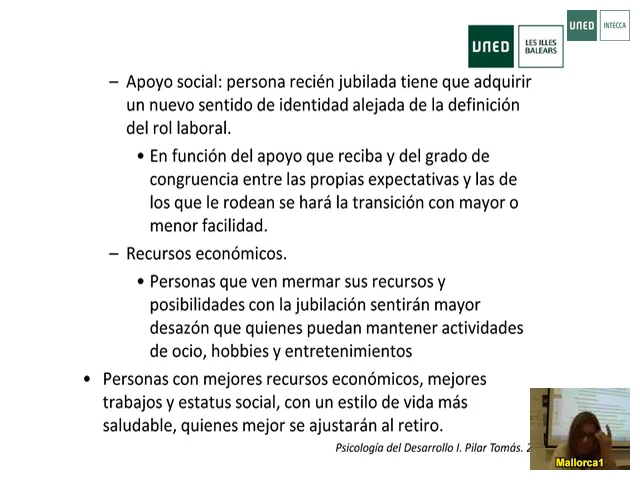 UNED
INTECCA
UNED
LES ILLES
BALEARS
– Apoyo social: persona recién jubilada tiene que adquirir
un nuevo sentido de identidad alejada de la definición
del rol laboral.
• En función del apoyo que reciba y del grado de
congruencia entre las propias expectativas y las de
los que le rodean se hará la transición con mayor o
menor facilidad.
– Recursos económicos.
• Personas que ven mermar sus recursos y
posibilidades con la jubilación sentirán mayor
desazón que quienes puedan mantener actividades
de ocio, hobbies y entretenimientos
• Personas con mejores recursos económicos, mejores
trabajos y estatus social, con un estilo de vida más
saludable, quienes mejor se ajustarán al retiro.
Psicología del Desarrollo I. Pilar Tomás.
Mallorca1